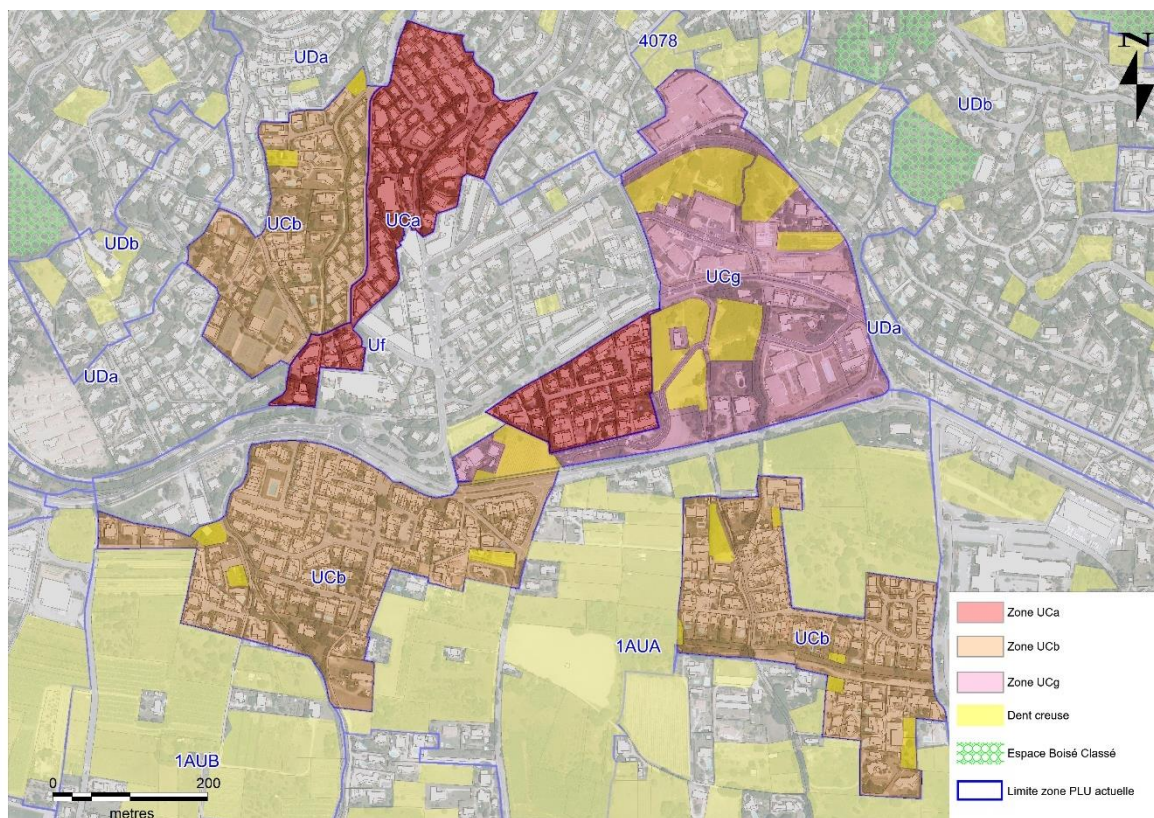 4078
N
UDa
UDb
UCb
UCa
UDb
UCg
UDa
Uf
UDa
UCb
1AUA
UCb
1AUB
0 200
metres
Zone UCa
Zone UCb
Zone UCg
Dent creuse
Espace Boisé Classé
Limite zone PLU actuelle